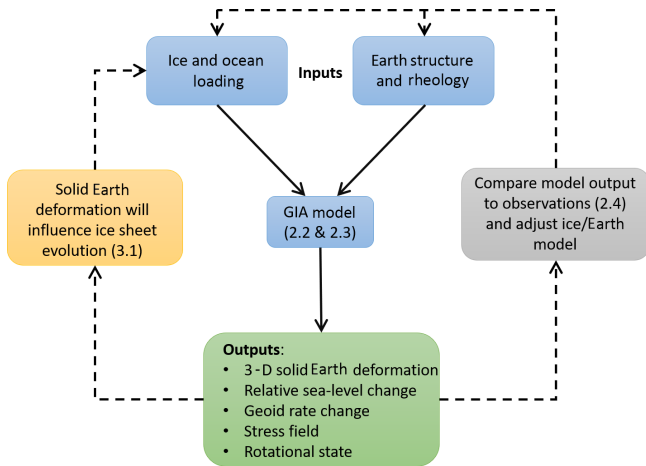 Ice and ocean
loading
Inputs
Earth structure
and rheology
Solid Earth
deformation will
influence ice sheet
evolution (3.1)
GIA model
(2.2 & 2.3)
Compare model output
to observations (2.4)
and adjust ice/Earth
model
Outputs:
• 3-D solid Earth deformation
• Relative sea-level change
• Geoid rate change
• Stress field
• Rotational state